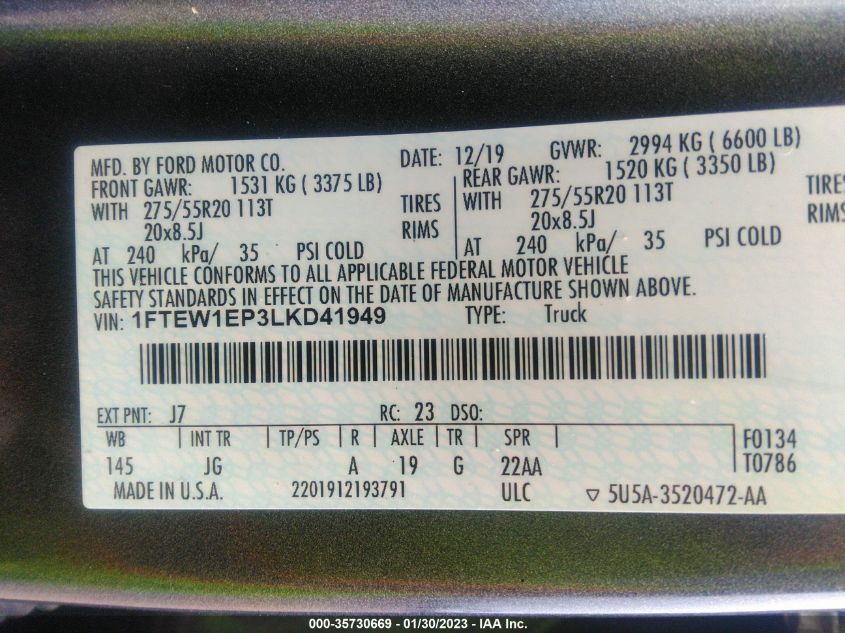 MFD. BY FORD MOTOR CO. DATE: 12/19 GVWR: 2994 KG ( 6600 LB)
FRONT GAWR: 1531 KG ( 3375 LB) REAR GAWR: 1520 KG ( 3350 LB)
WITH 275/55R20 113T TIRES WITH 275/55R20 113T TIRES
20x8.5J RIMS 20x8.5J RIMS
AT 240 kPa/ 35 PSI COLD AT 240 kPa/ 35 PSI COLD
THIS VEHICLE CONFORMS TO ALL APPLICABLE FEDERAL MOTOR VEHICLE
SAFETY STANDARDS IN EFFECT ON THE DATE OF MANUFACTURE SHOWN ABOVE.
VIN: 1FTEW1EP3LKD41949 TYPE: Truck
EXT PNT: J7 RC: 23 DSO:
WB INT TR TP/PS R AXLE TR SPR F0134
145 JG A 19 G 22AA T0786
MADE IN U.S.A. 2201912193791 ULC ▽ 5U5A-3520472-AA
000-35730669 - 01/30/2023 - IAA Inc.